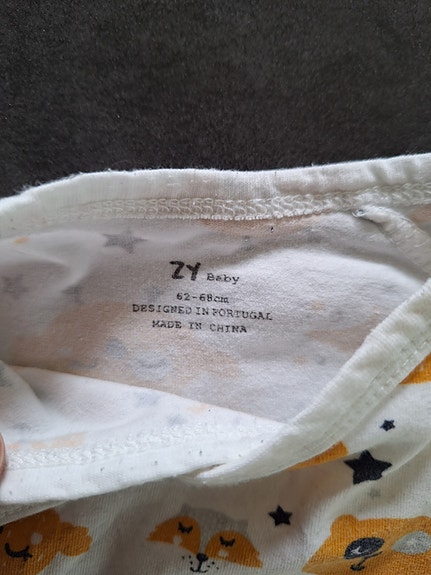 ZY Baby
62-68cm
DESIGNED IN PORTUGAL
MADE IN CHINA